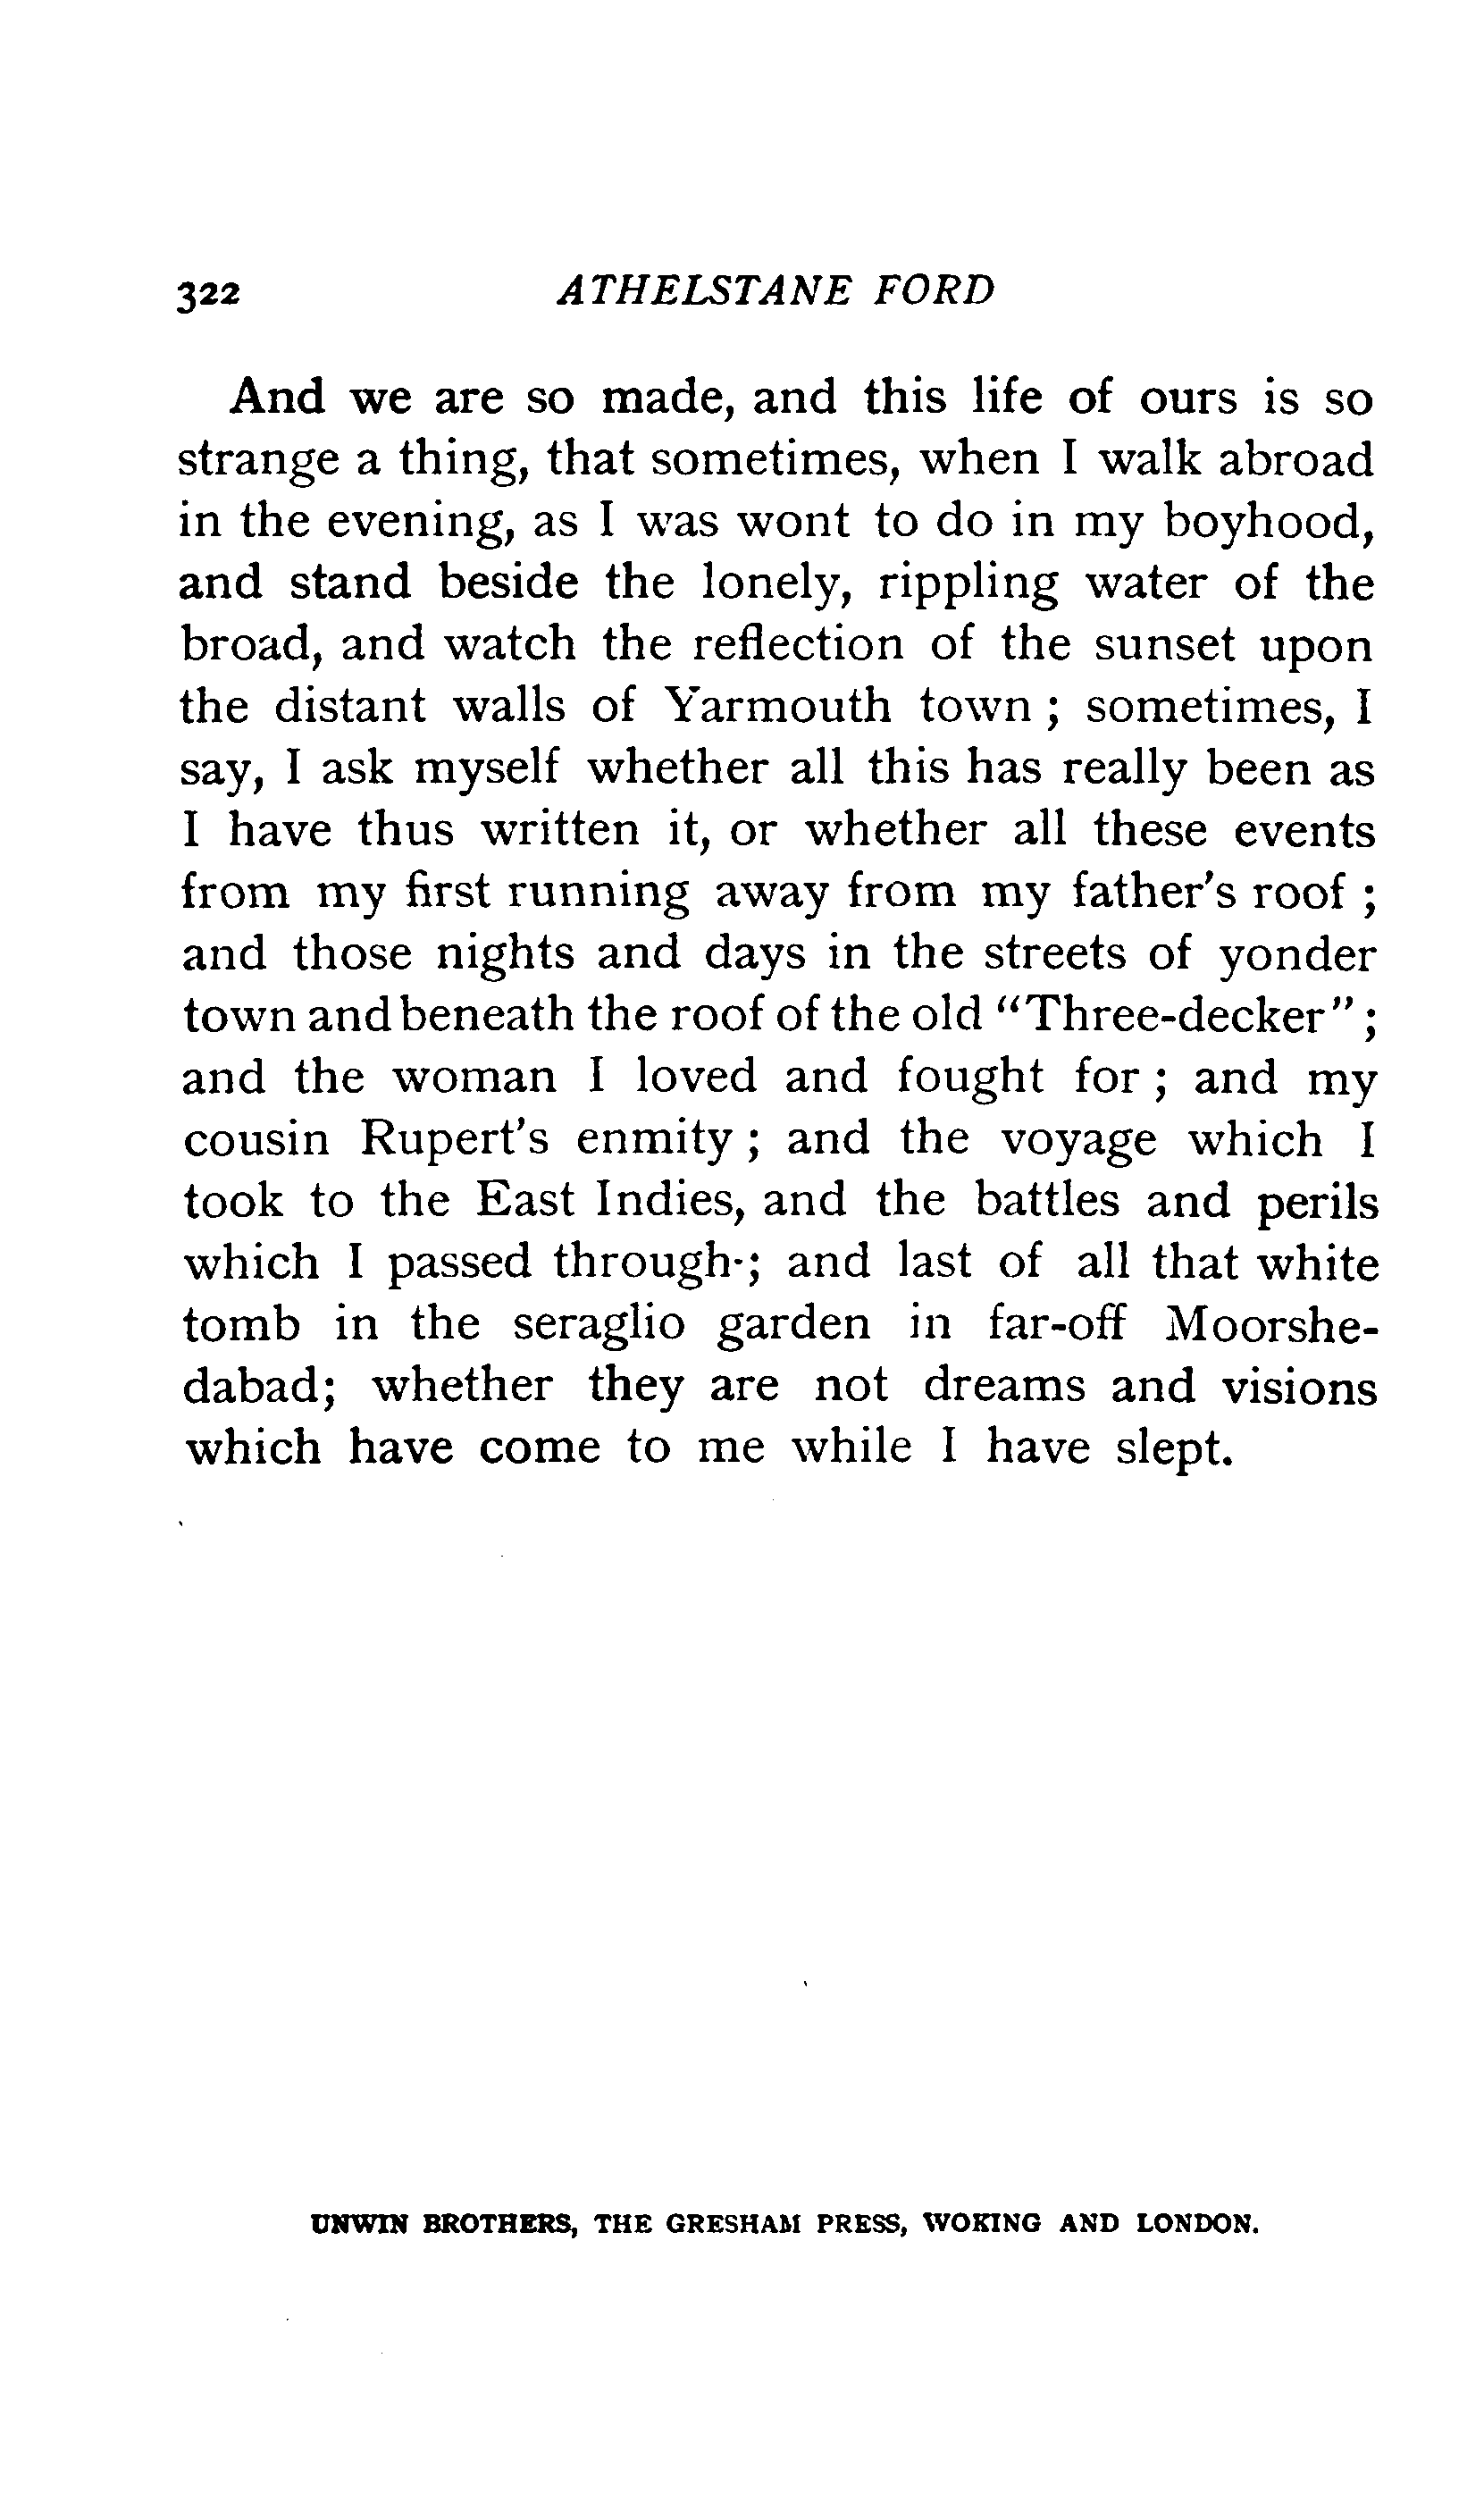 322 ATHELSTANE FORD
And we are so made, and this life of ours is so
strange a thing, that sometimes, when I walk abroad
in the evening, as I was wont to do in my boyhood,
and stand beside the lonely, rippling water of the
broad, and watch the reflection of the sunset upon
the distant walls of Yarmouth town ; sometimes, I
say, I ask myself whether all this has really been as
I have thus written it, or whether all these events
from my first running away from my father's roof ;
and those nights and days in the streets of yonder
town and beneath the roof of the old "Three-decker" ;
and the woman I loved and fought for ; and my
cousin Rupert's enmity ; and the voyage which I
took to the East Indies, and the battles and perils
which I passed through ; and last of all that white
tomb in the seraglio garden in far-off Moorshe-
dabad; whether they are not dreams and visions
which have come to me while I have slept.
UNWIN BROTHERS, THE GRESHAM PRESS, WOKING AND LONDON.